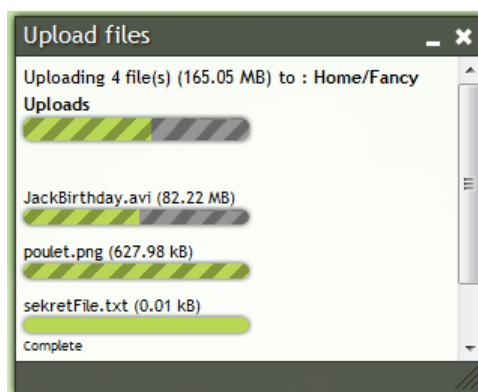 Upload files
Uploading 4 file(s) (165.05 MB) to : Home/Fancy
Uploads
JackBirthday.avi (82.22 MB)
poulet.png (627.98 kB)
sekretFile.txt (0.01 kB)
Complete